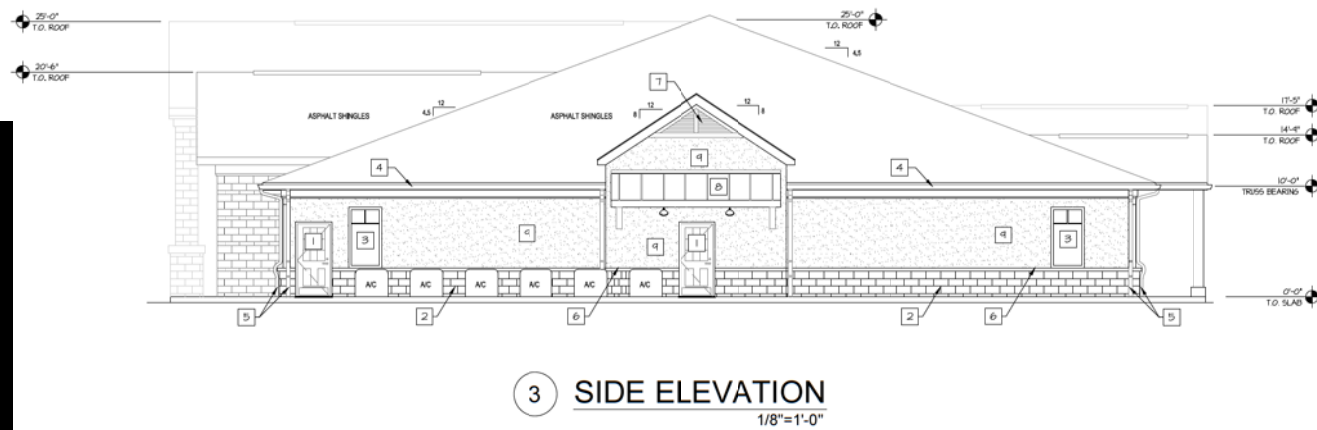 25'-0"
T.O. ROOF
25'-0"
T.O. ROOF
12
4.5
20'-6"
T.O. ROOF
7
12
4.5
ASPHALT SHINGLES
ASPHALT SHINGLES
12
8
12
8
17'-5"
T.O. ROOF
14'-9"
T.O. ROOF
9
4
4
8
10'-0"
TRUSS BEARING
1
3
9
9
1
9
3
A/C
A/C
A/C
A/C
A/C
A/C
0'-0"
T.O. SLAB
5
2
6
2
6
5
3 SIDE ELEVATION
1/8"=1'-0"